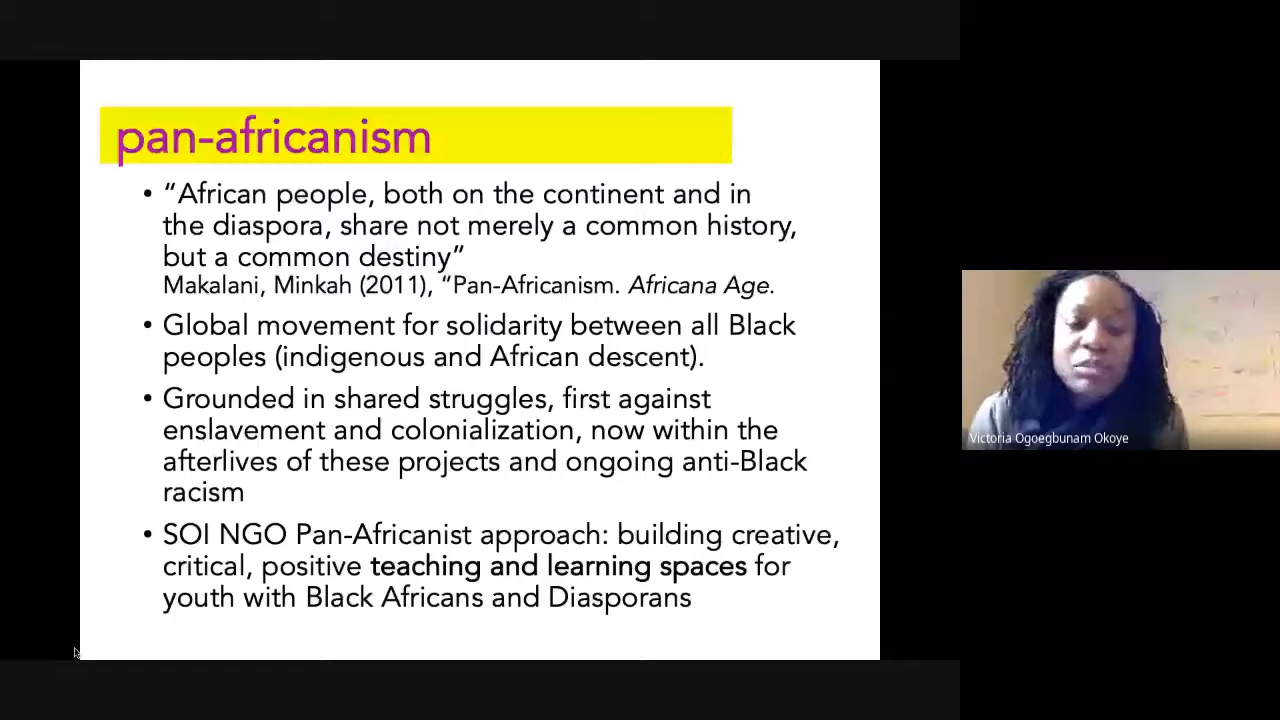 pan-africanism
• “African people, both on the continent and in
the diaspora, share not merely a common history,
but a common destiny”
Makalani, Minkah (2011), “Pan-Africanism. Africana Age.
• Global movement for solidarity between all Black
peoples (indigenous and African descent).
• Grounded in shared struggles, first against
enslavement and colonialization, now within the
afterlives of these projects and ongoing anti-Black
racism
• SOI NGO Pan-Africanist approach: building creative,
critical, positive teaching and learning spaces for
youth with Black Africans and Diasporans
Victoria Ogoegbunam Okoye